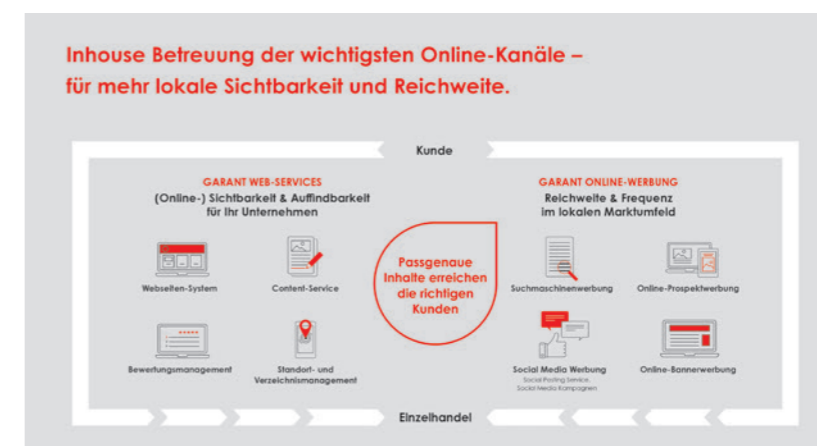 Inhouse Betreuung der wichtigsten Online-Kanäle –
für mehr lokale Sichtbarkeit und Reichweite.
Kunde
GARANT WEB-SERVICES
(Online-) Sichtbarkeit & Auffindbarkeit
für Ihr Unternehmen
Webseiten-System
Content-Service
Bewertungsmanagement
Standort- und
Verzeichnismanagement
Passgenaue
Inhalte erreichen
die richtigen
Kunden
GARANT ONLINE-WERBUNG
Reichweite & Frequenz
im lokalen Marktumfeld
Suchmaschinenwerbung
Online-Prospektwerbung
Social Media Werbung
Social Posting Service,
Social Media Kampagnen
Online-Bannerwerbung
Einzelhandel